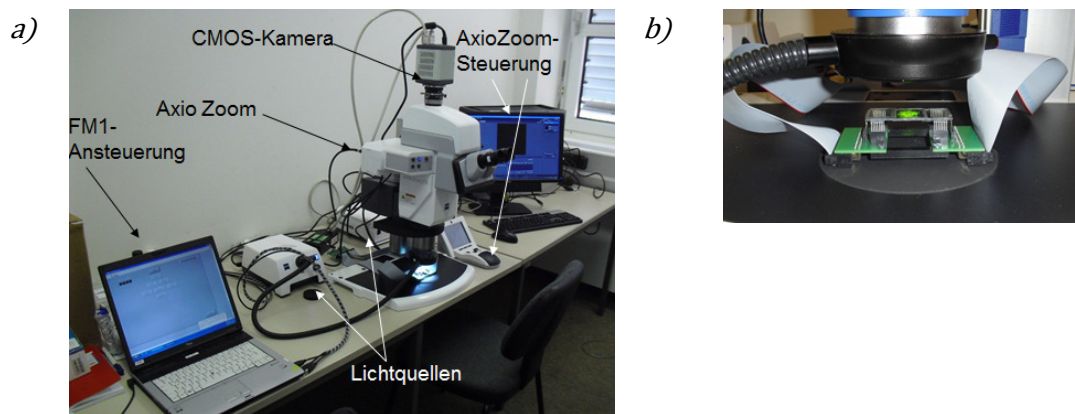 a)
CMOS-Kamera
AxioZoom-
Steuerung
Axio Zoom
FM1-
Ansteuerung
Lichtquellen
b)